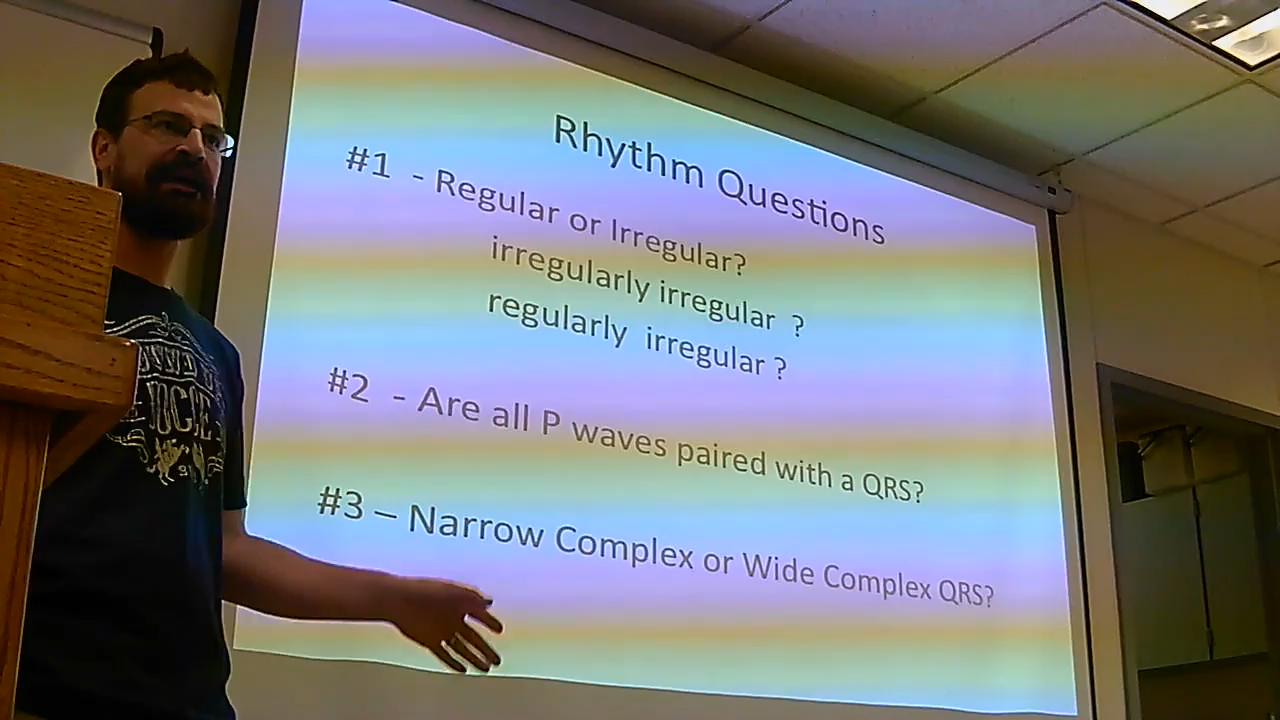 Rhythm Questions
#1 - Regular or Irregular?
irregularly irregular ?
regularly irregular ?
#2 - Are all P waves paired with a QRS?
#3 – Narrow Complex or Wide Complex QRS?